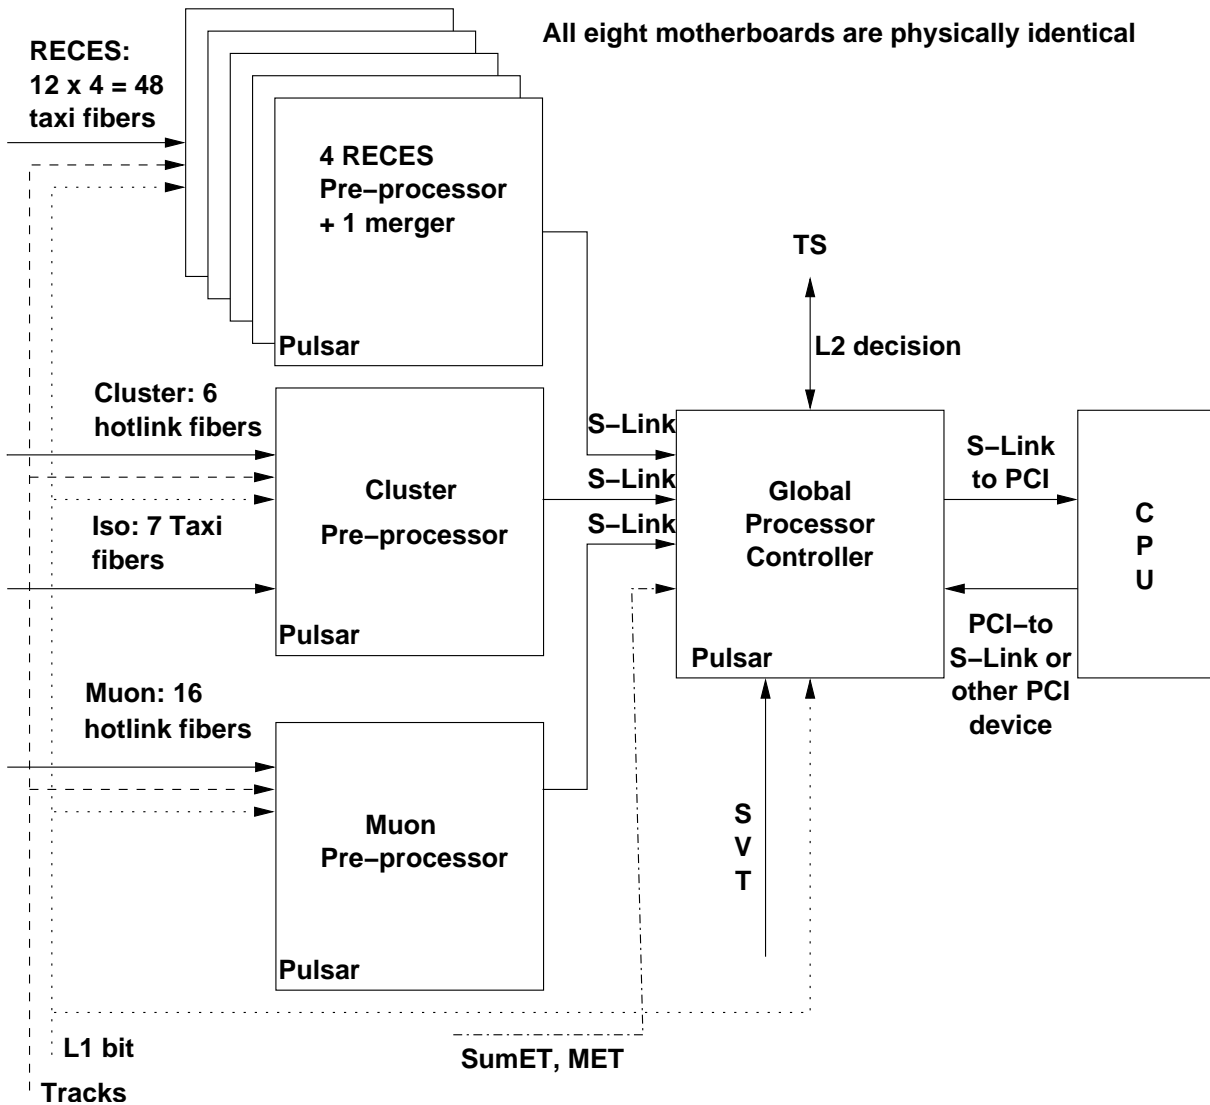 All eight motherboards are physically identical
RECES:
12 x 4 = 48
taxi fibers
4 RECES
Pre−processor
+ 1 merger
Pulsar
TS
L2 decision
Cluster: 6
hotlink fibers
Iso: 7 Taxi
fibers
Cluster
Pre−processor
Pulsar
S−Link
S−Link
S−Link
Global
Processor
Controller
Pulsar
S−Link
to PCI
C
P
U
PCI−to
S−Link or
other PCI
device
Muon: 16
hotlink fibers
Muon
Pre−processor
Pulsar
S
V
T
L1 bit
SumET, MET
Tracks